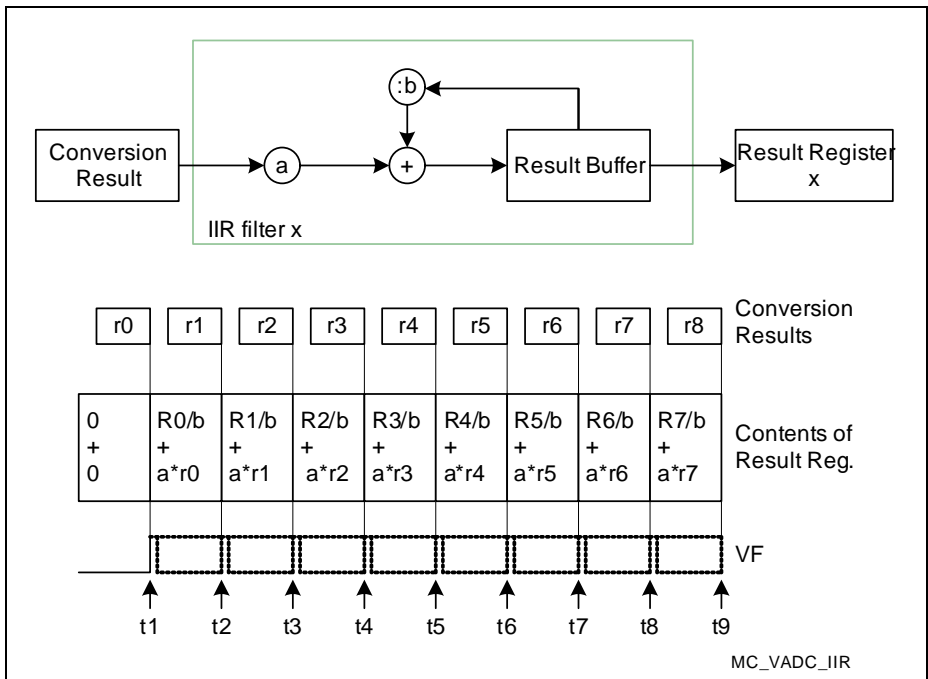 :b
Conversion
Result
a
+
Result Buffer
Result Register
x
IIR filter x
r0 r1 r2 r3 r4 r5 r6 r7 r8
Conversion
Results
0 R0/b R1/b R2/b R3/b R4/b R5/b R6/b R7/b
+ + + + + + + + +
0 a*r0 a*r1 a*r2 a*r3 a*r4 a*r5 a*r6 a*r7
Contents of
Result Reg.
VF
t1 t2 t3 t4 t5 t6 t7 t8 t9
MC_VADC_IIR